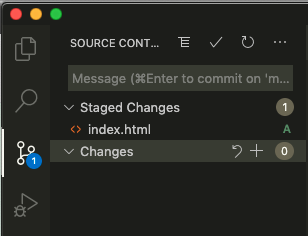 SOURCE CONT...
Message (⌘Enter to commit on 'm...
Staged Changes 1
<> index.html A
1
Changes 0